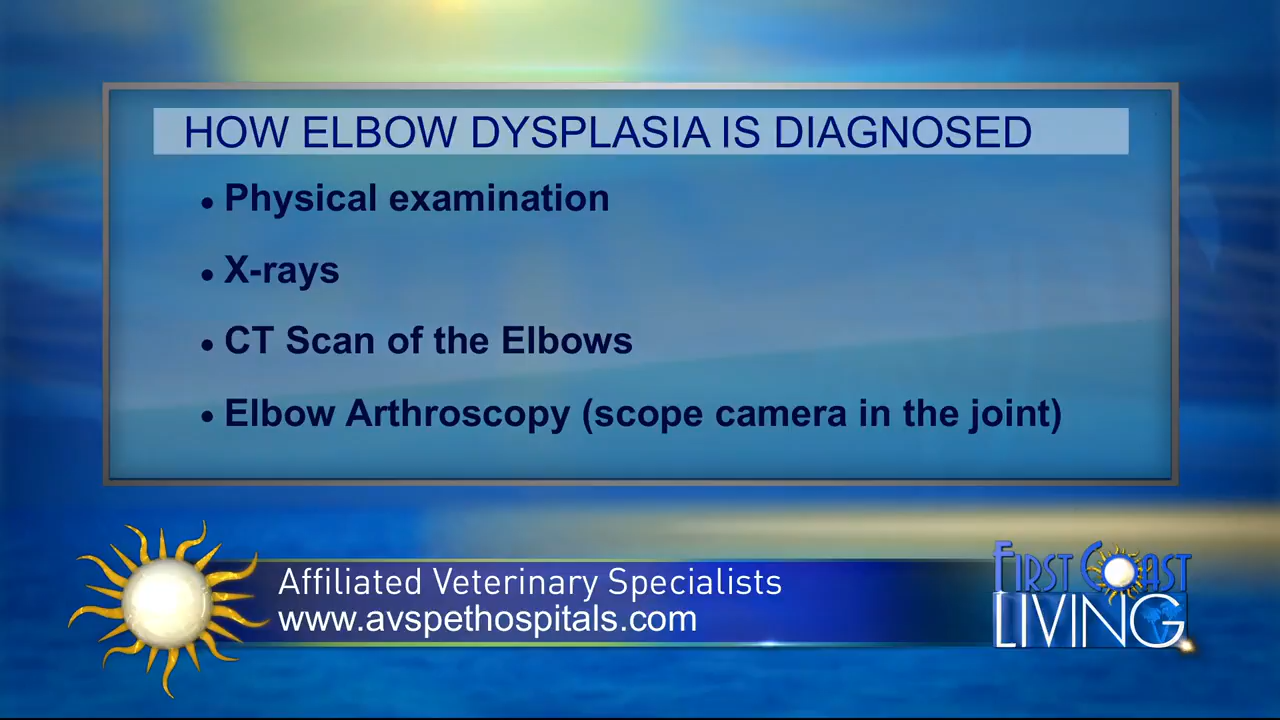 HOW ELBOW DYSPLASIA IS DIAGNOSED
• Physical examination
• X-rays
• CT Scan of the Elbows
• Elbow Arthroscopy (scope camera in the joint)
Affiliated Veterinary Specialists
www.avspethospitals.com
FIRST COAST
LIVING